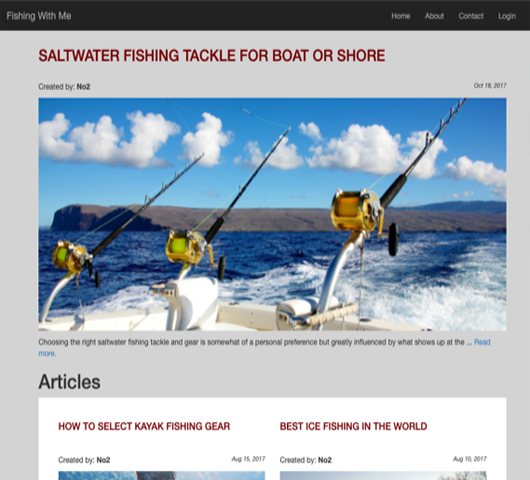 Fishing With Me Home About Contact Login
SALTWATER FISHING TACKLE FOR BOAT OR SHORE
Created by: No2 Oct 18, 2017
Choosing the right saltwater fishing tackle and gear is somewhat of a personal preference but greatly influenced by what shows up at the ... Read
more.
Articles
HOW TO SELECT KAYAK FISHING GEAR BEST ICE FISHING IN THE WORLD
Created by: No2 Aug 15, 2017 Created by: No2 Aug 10, 2017